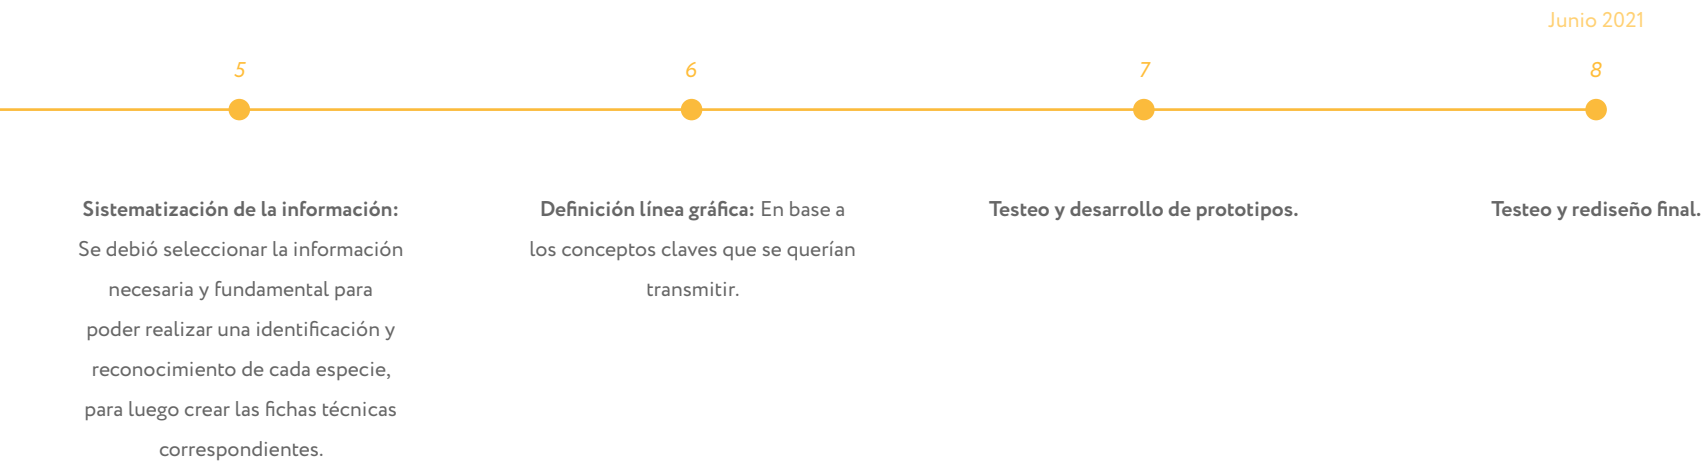 Junio 2021
5
6
7
8
Sistematización de la información:
Se debió seleccionar la información
necesaria y fundamental para
poder realizar una identificación y
reconocimiento de cada especie,
para luego crear las fichas técnicas
correspondientes.
Definición línea gráfica: En base a
los conceptos claves que se querían
transmitir.
Testeo y desarrollo de prototipos.
Testeo y rediseño final.